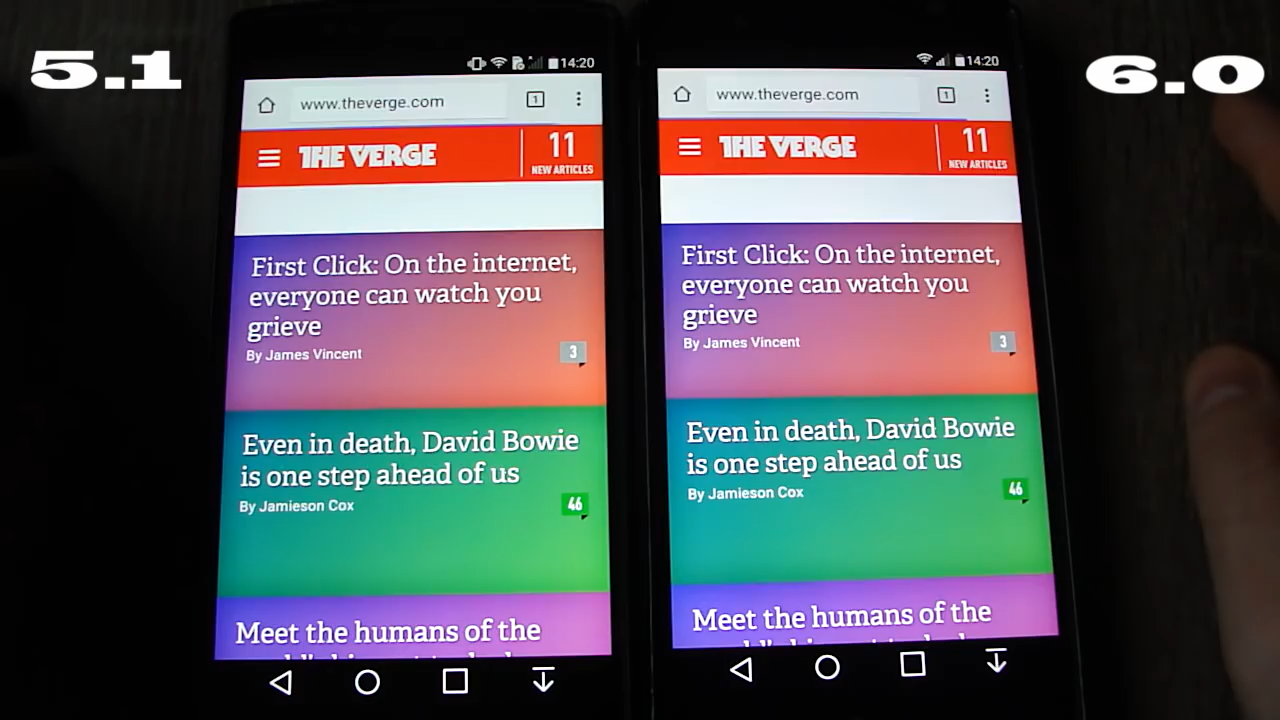 5.1
14:20
www.theverge.com
1
THE VERGE
11
NEW ARTICLES
First Click: On the internet,
everyone can watch you
grieve
By James Vincent
3
Even in death, David Bowie
is one step ahead of us
By Jamieson Cox
46
Meet the humans of the
6.0
14:20
www.theverge.com
1
THE VERGE
11
NEW ARTICLES
First Click: On the internet,
everyone can watch you
grieve
By James Vincent
3
Even in death, David Bowie
is one step ahead of us
By Jamieson Cox
46
Meet the humans of the